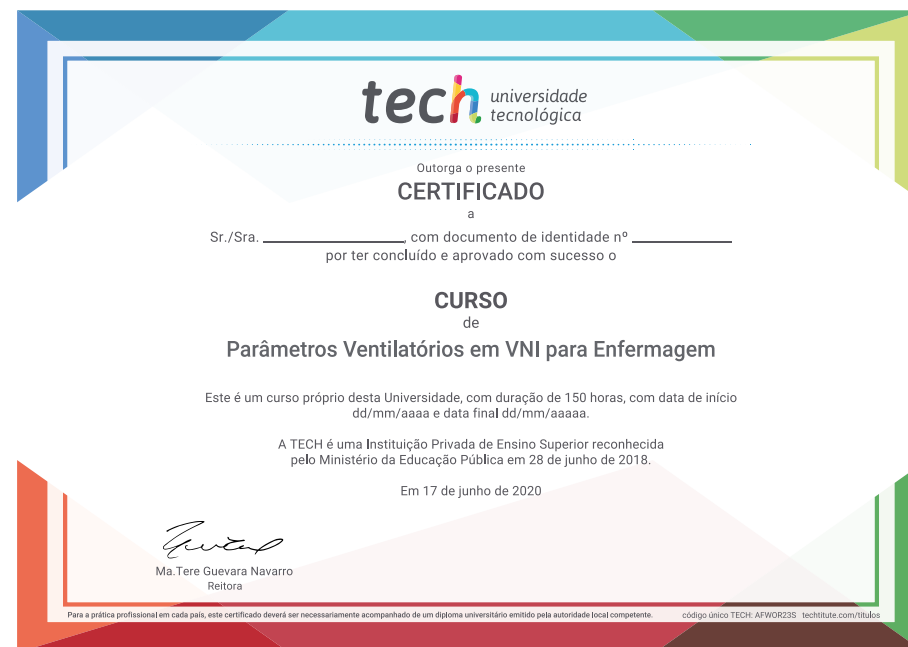 tech universidade
tecnológica
Outorga o presente
CERTIFICADO
a
Sr./Sra. ____________, com documento de identidade nº ____________
por ter concluído e aprovado com sucesso o
CURSO
de
Parâmetros Ventilatórios em VNI para Enfermagem
Este é um curso próprio desta Universidade, com duração de 150 horas, com data de início
dd/mm/aaaa e data final dd/mm/aaaaa.
A TECH é uma Instituição Privada de Ensino Superior reconhecida
pelo Ministério da Educação Pública em 28 de junho de 2018.
Em 17 de junho de 2020
Ma.Tere Guevara Navarro
Reitora
Para a prática profissional em cada país, este certificado deverá ser necessariamente acompanhado de um diploma universitário emitido pela autoridade local competente. código único TECH: AFWOR23S techtitute.com/titulos